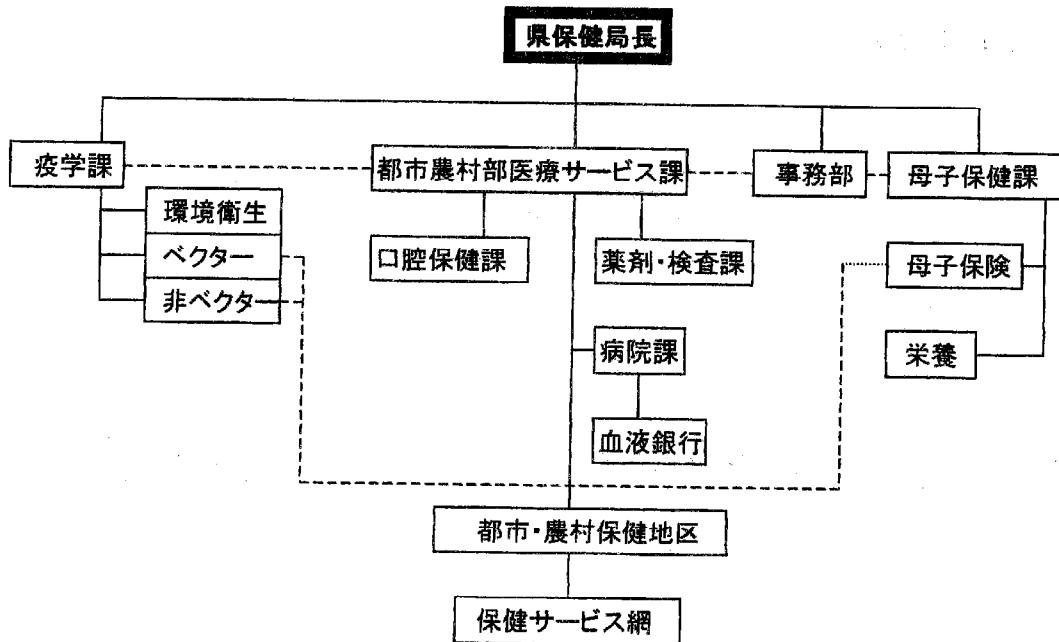 県保健局長
疫学課
都市農村部医療サービス課
事務部
母子保健課
環境衛生
ベクター
非ベクター
口腔保健課
薬剤・検査課
母子保険
病院課
栄養
血液銀行
都市・農村保健地区
保健サービス網